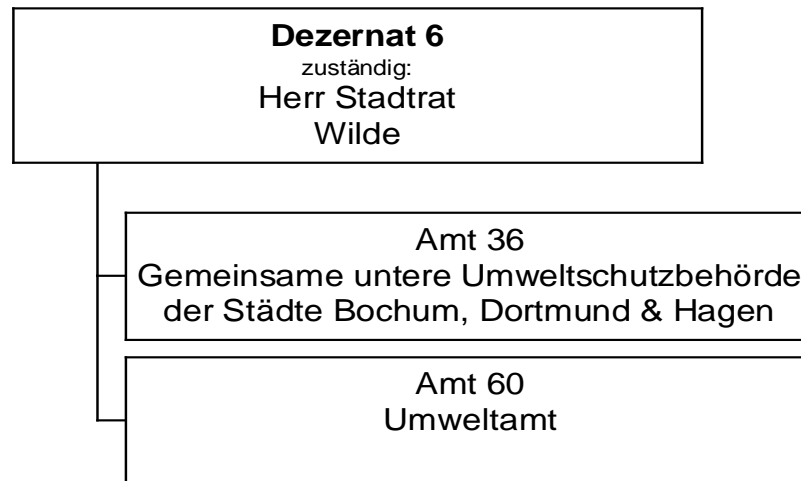 Dezernat 6
zuständig:
Herr Stadtrat
Wilde
Amt 36
Gemeinsame untere Umweltschutzbehörde
der Städte Bochum, Dortmund & Hagen
Amt 60
Umweltamt